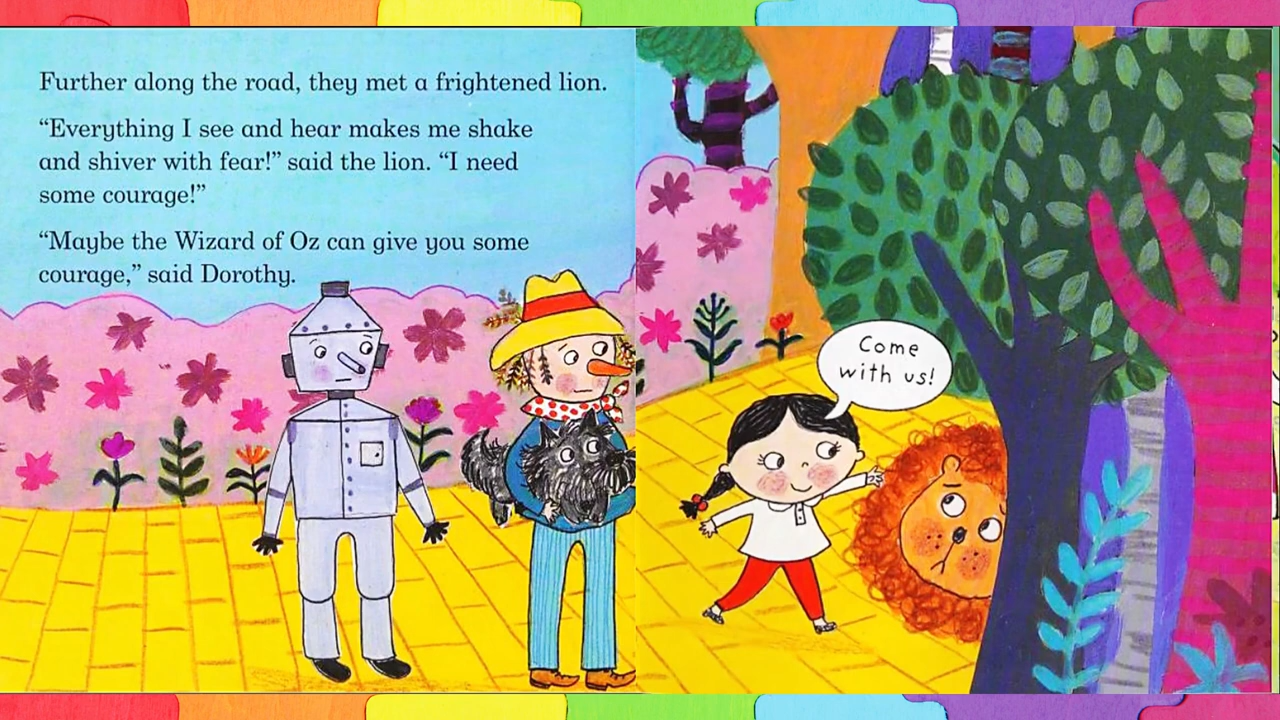 Further along the road, they met a frightened lion.
“Everything I see and hear makes me shake
and shiver with fear!” said the lion. “I need
some courage!”
“Maybe the Wizard of Oz can give you some
courage,” said Dorothy.
Come
with us!